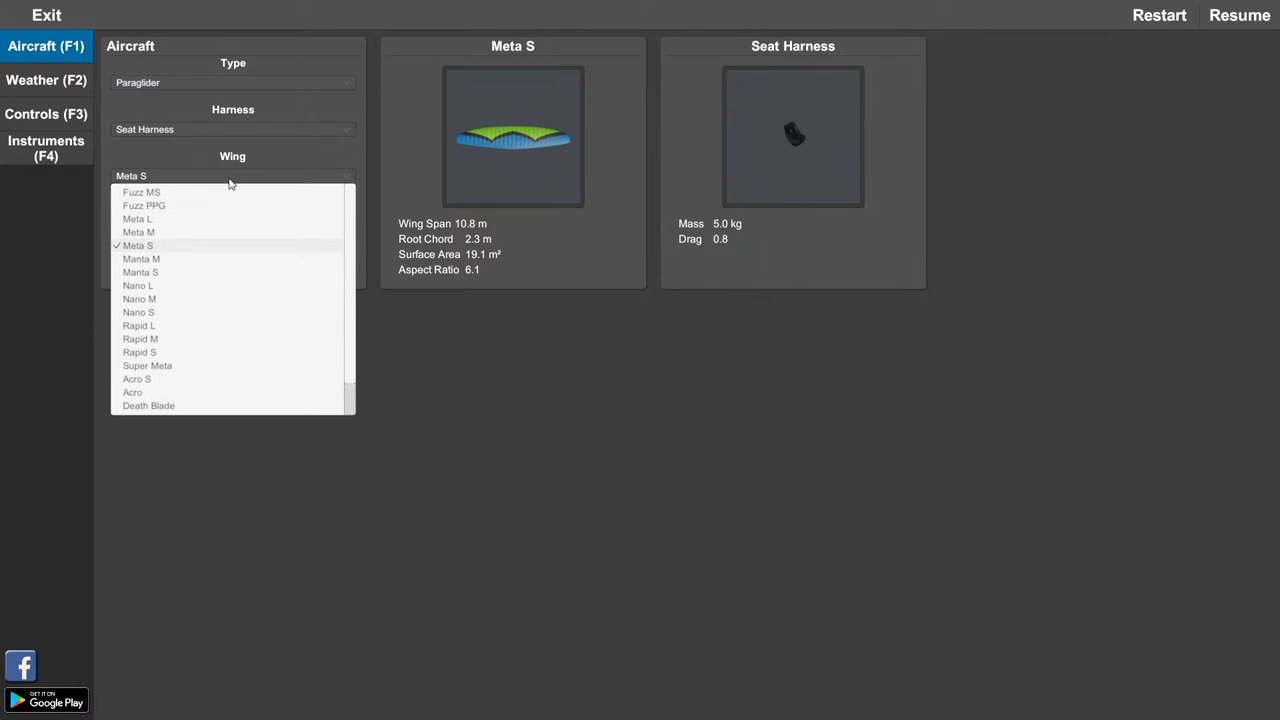 Exit
Restart
Resume
Aircraft (F1)
Weather (F2)
Controls (F3)
Instruments
(F4)
Aircraft
Type
Paraglider
Harness
Seat Harness
Wing
Meta S
Fuzz MS
Fuzz PPG
Meta L
Meta M
Meta S
Manta M
Manta S
Nano L
Nano M
Nano S
Rapid L
Rapid M
Rapid S
Super Meta
Acro S
Acro
Death Blade
Meta S
Wing Span 10.8 m
Root Chord 2.3 m
Surface Area 19.1 m²
Aspect Ratio 6.1
Seat Harness
Mass 5.0 kg
Drag 0.8
GET IT ON
Google Play